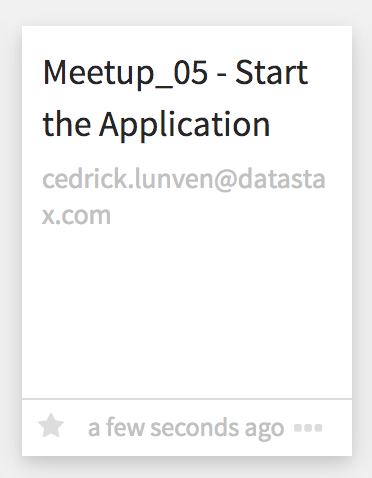 Meetup_05 - Start
the Application
cedrick.lunven@datasta
x.com
a few seconds ago